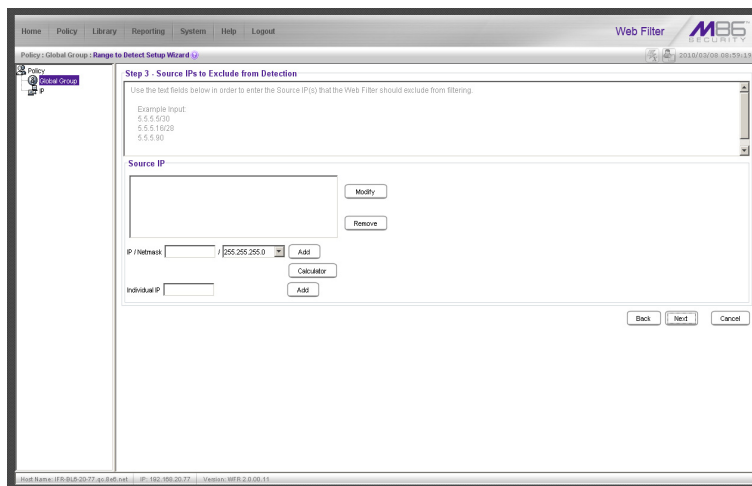 Home Policy Library Reporting System Help Logout
Web Filter
M86 SECURITY
Policy : Global Group : Range to Detect Setup Wizard
2010/03/08 08:59:19
Policy
Global Group
IP
Step 3 - Source IPs to Exclude from Detection
Use the text fields below in order to enter the Source IP(s) that the Web Filter should exclude from filtering.
Example Input:
5.5.5.5/30
5.5.5.16/28
5.5.5.90
Source IP
Modify
Remove
IP / Netmask / 255.255.255.0 Add
Calculator
Individual IP Add
Back Next Cancel
Host Name: IFR-BL6-20-77.qc.8e6.net IP: 192.168.20.77 Version: WFR 2.0.00.11